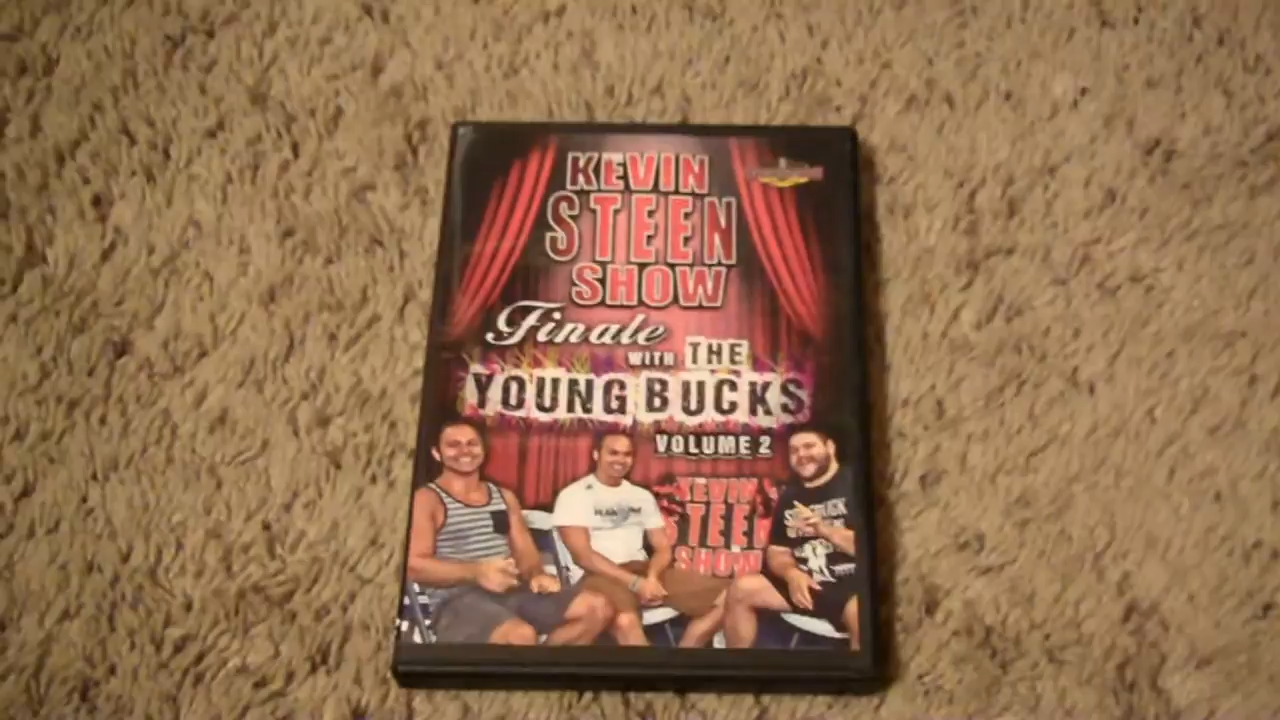 KEVIN
STEEN
SHOW
Finale
WITH THE
YOUNG BUCKS
VOLUME 2
KEVIN
STEEN
SHOW